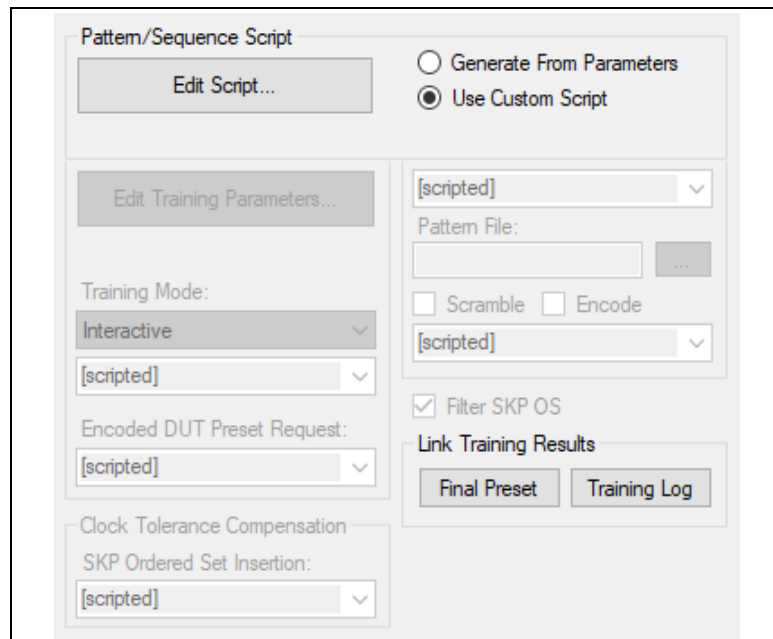 Pattern/Sequence Script
Edit Script...
Generate From Parameters
Use Custom Script
Edit Training Parameters...
Training Mode:
Interactive
[scripted]
Encoded DUT Preset Request:
[scripted]
Clock Tolerance Compensation
SKP Ordered Set Insertion:
[scripted]
[scripted]
Pattern File:
...
Scramble
Encode
[scripted]
Filter SKP OS
Link Training Results
Final Preset
Training Log